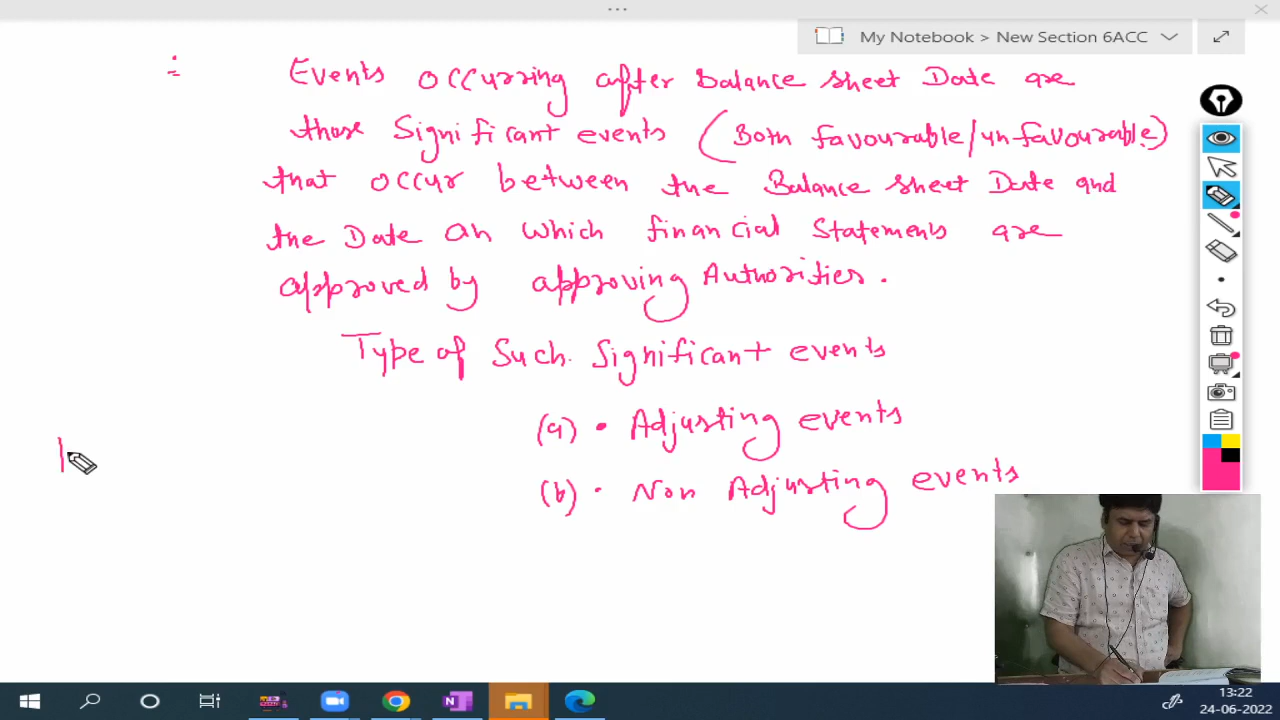 My Notebook > New Section 6ACC
Events occurring after Balance sheet Date are
those Significant events (Both favourable/unfavourable)
that occur between the Balance sheet Date and
the Date on which financial Statements are
approved by approving Authorities.
Type of Such Significant events
(a) • Adjusting events
(b) • Non Adjusting events
13:22
24-06-2022